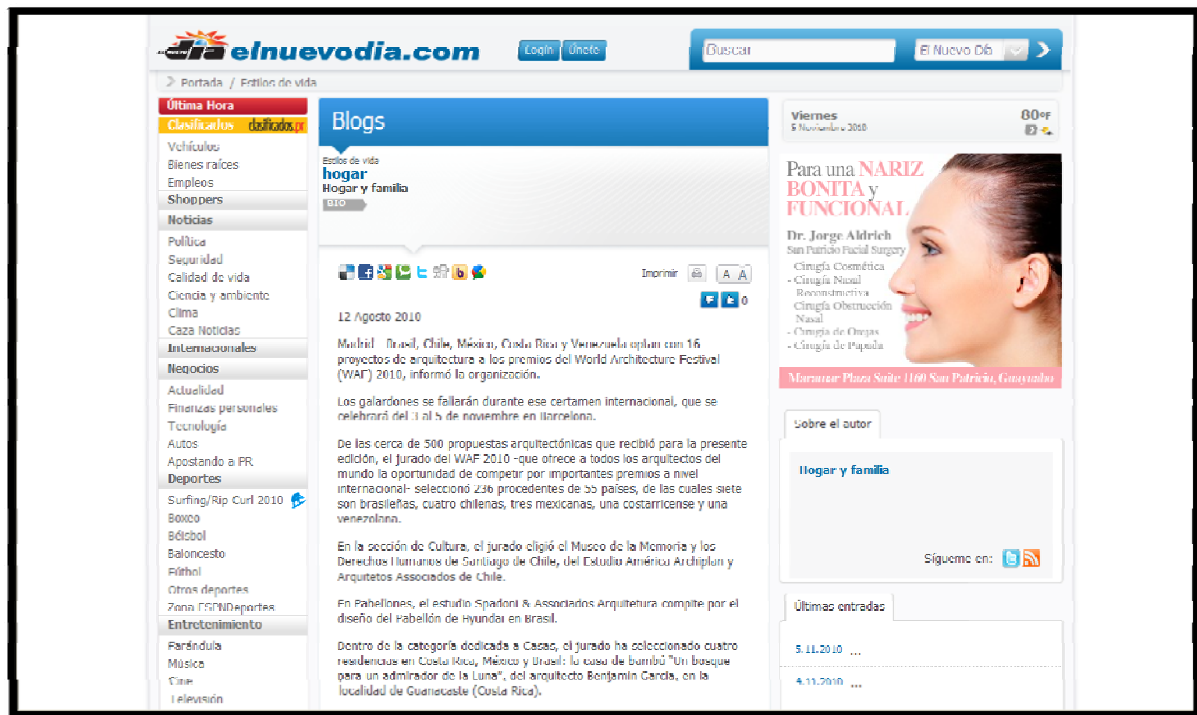 elnuevodia.com
Login
Únete
Buscar
El Nuevo Día
Portada / Estilos de vida
Última Hora
Clasificados clasificados.pr
Vehículos
Bienes raíces
Empleos
Shoppers
Noticias
Política
Seguridad
Calidad de vida
Ciencia y ambiente
Clima
Caza Noticias
Internacionales
Negocios
Actualidad
Finanzas personales
Tecnología
Autos
Apostando a PR
Deportes
Surfing/Rip Curl 2010
Boxeo
Béisbol
Baloncesto
Fútbol
Otros deportes
Zona ESPNDeportes
Entretenimiento
Farándula
Música
Cine
Televisión
Blogs
Estilos de vida
hogar
Hogar y familia
BIO
Imprimir
A A
0
12 Agosto 2010
Madrid - Brasil, Chile, México, Costa Rica y Venezuela optan con 16
proyectos de arquitectura a los premios del World Architecture Festival
(WAF) 2010, informó la organización.
Los galardones se fallarán durante ese certamen internacional, que se
celebrará del 3 al 5 de noviembre en Barcelona.
De las cerca de 500 propuestas arquitectónicas que recibió para la presente
edición, el jurado del WAF 2010 -que ofrece a todos los arquitectos del
mundo la oportunidad de competir por importantes premios a nivel
internacional- seleccionó 236 procedentes de 55 países, de las cuales siete
son brasileñas, cuatro chilenas, tres mexicanas, una costarricense y una
venezolana.
En la sección de Cultura, el jurado eligió el Museo de la Memoria y los
Derechos Humanos de Santiago de Chile, del Estudio América Archiplan y
Arquitetos Associados de Chile.
En Pabellones, el estudio Spadoni & Associados Arquitetura compite por el
diseño del Pabellón de Hyundai en Brasil.
Dentro de la categoría dedicada a Casas, el jurado ha seleccionado cuatro
residencias en Costa Rica, México y Brasil: la casa de bambú "Un bosque
para un admirador de la Luna", del arquitecto Benjamín García, en la
localidad de Guanacaste (Costa Rica).
Viernes
5 Noviembre 2010
80°F
Para una NARIZ
BONITA y
FUNCIONAL
Dr. Jorge Aldrich
San Patricio Facial Surgery
- Cirugía Cosmética
- Cirugía Nasal
Reconstructiva
- Cirugía Obstrucción
Nasal
- Cirugía de Orejas
- Cirugía de Papada
Maramar Plaza Suite 1160 San Patricio, Guaynabo
Sobre el autor
Hogar y familia
Sígueme en:
Últimas entradas
5.11.2010 ...
4.11.2010 ...